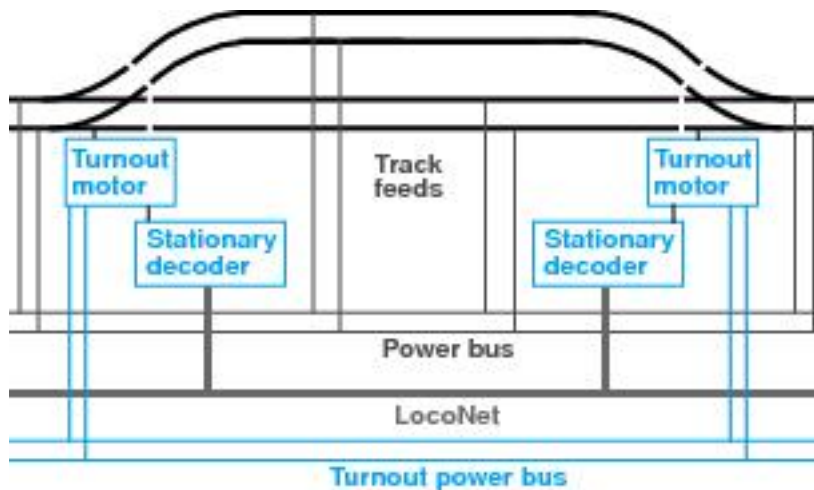 Turnout
motor
Track
feeds
Turnout
motor
Stationary
decoder
Stationary
decoder
Power bus
LocoNet
Turnout power bus